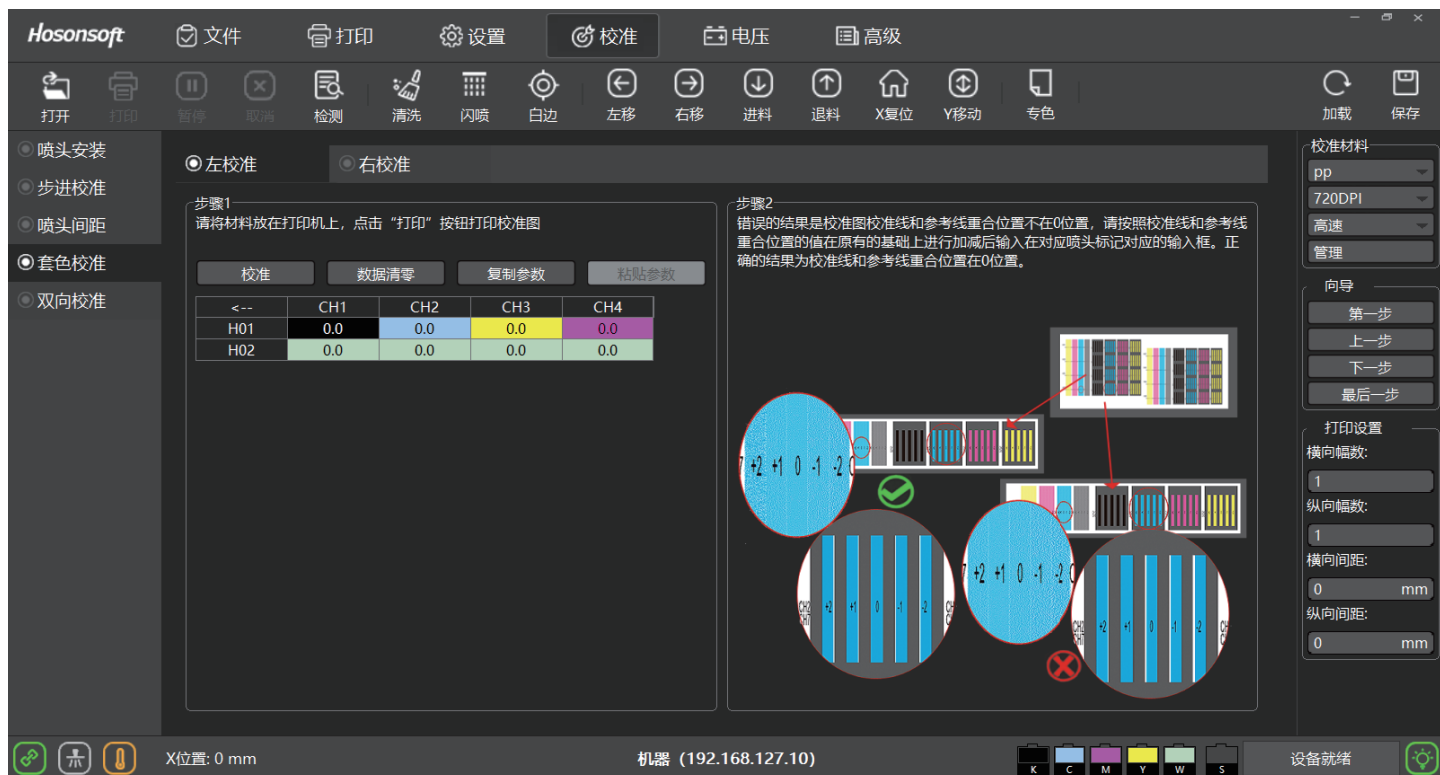 Hosonsoft
文件
打印
设置
校准
电压
高级
打开
打印
暂停
取消
检测
清洗
闪喷
白边
左移
右移
进料
退料
X复位
Y移动
专色
加载
保存
喷头安装
步进校准
喷头间距
套色校准
双向校准
左校准
右校准
步骤1
请将材料放在打印机上，点击“打印”按钮打印校准图
校准
数据清零
复制参数
粘贴参数
<-- CH1 CH2 CH3 CH4
H01 0.0 0.0 0.0 0.0
H02 0.0 0.0 0.0 0.0
步骤2
错误的结果是校准图校准线和参考线重合位置不在0位置，请按照校准线和参考线
重合位置的值在原有的基础上进行加减后输入在对应喷头标记对应的输入框。正
确的结果为校准线和参考线重合位置在0位置。
+2 +1 0 -1 -2
CH2 +2 +1 0 -1 -2
+2 +1 0 -1 -2
CH2 +2 +1 0 -1 -2
校准材料
pp
720DPI
高速
管理
向导
第一步
上一步
下一步
最后一步
打印设置
横向幅数:
1
纵向幅数:
1
横向间距:
0 mm
纵向间距:
0 mm
X位置: 0 mm
机器（192.168.127.10）
K C M Y W S
设备就绪